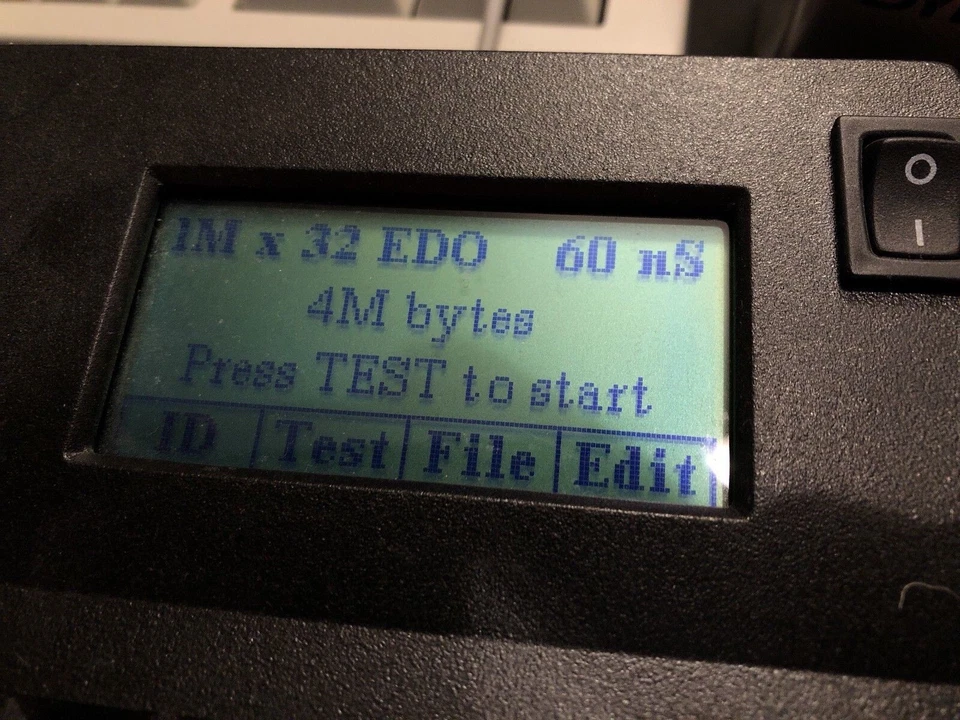 1M x 32 EDO 60 nS
4M bytes
Press TEST to start
ID Test File Edit
O
I